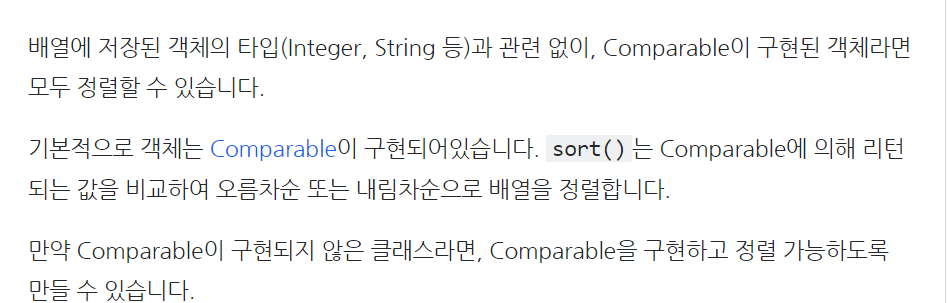 배열에 저장된 객체의 타입(Integer, String 등)과 관련 없이, Comparable이 구현된 객체라면
모두 정렬할 수 있습니다.
기본적으로 객체는 Comparable이 구현되어있습니다. sort()는 Comparable에 의해 리턴
되는 값을 비교하여 오름차순 또는 내림차순으로 배열을 정렬합니다.
만약 Comparable이 구현되지 않은 클래스라면, Comparable을 구현하고 정렬 가능하도록
만들 수 있습니다.